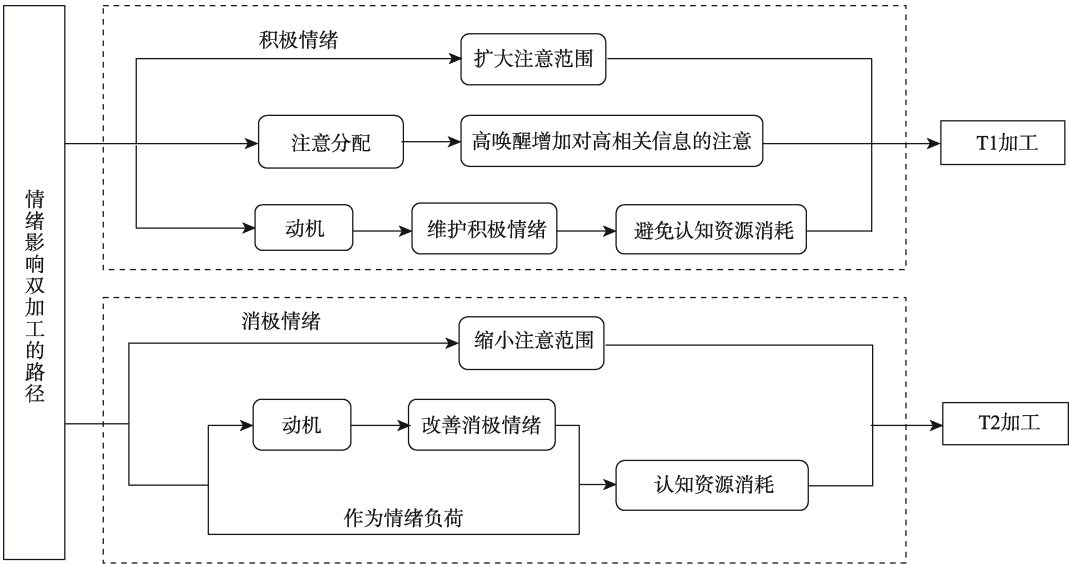 情绪影响双加工的路径
积极情绪
扩大注意范围
注意分配
高唤醒增加对高相关信息的注意
T1加工
动机
维护积极情绪
避免认知资源消耗
消极情绪
缩小注意范围
动机
改善消极情绪
T2加工
认知资源消耗
作为情绪负荷